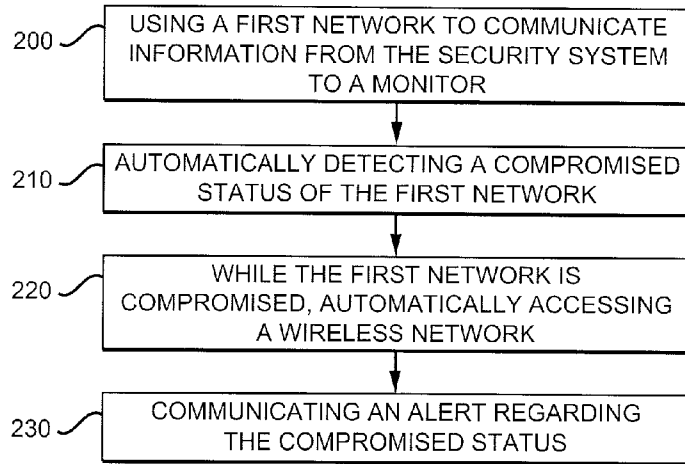 USING A FIRST NETWORK TO COMMUNICATE
200
INFORMATION FROM THE SECURITY SYSTEM
TO A MONITOR
AUTOMATICALLY DETECTING A COMPROMISED
210
STATUS OF THE FIRST NETWORK
WHILE THE FIRST NETWORK IS
220
COMPROMISED, AUTOMATICALLY ACCESSING
A WIRELESS NETWORK
COMMUNICATING AN ALERT REGARDING
230
THE COMPROMISED STATUS